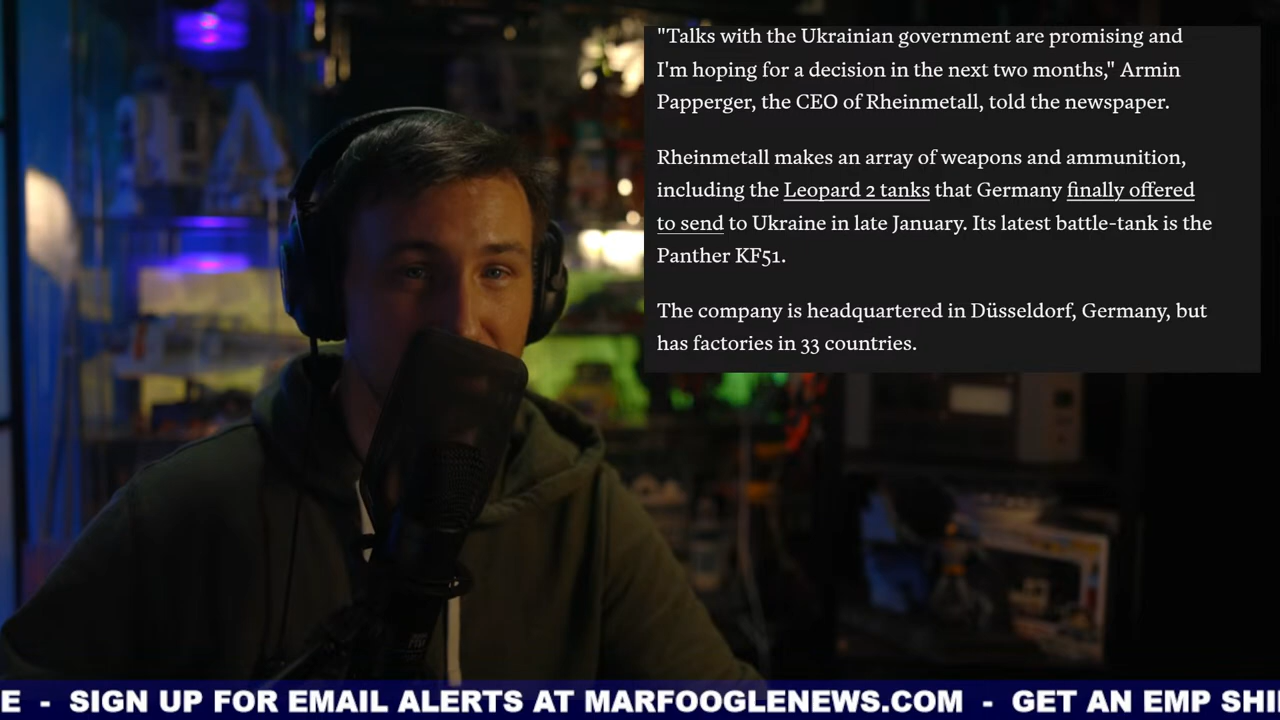 "Talks with the Ukrainian government are promising and
I'm hoping for a decision in the next two months," Armin
Papperger, the CEO of Rheinmetall, told the newspaper.
Rheinmetall makes an array of weapons and ammunition,
including the Leopard 2 tanks that Germany finally offered
to send to Ukraine in late January. Its latest battle-tank is the
Panther KF51.
The company is headquartered in Düsseldorf, Germany, but
has factories in 33 countries.
E - SIGN UP FOR EMAIL ALERTS AT MARFOOGLENEWS.COM - GET AN EMP SHI